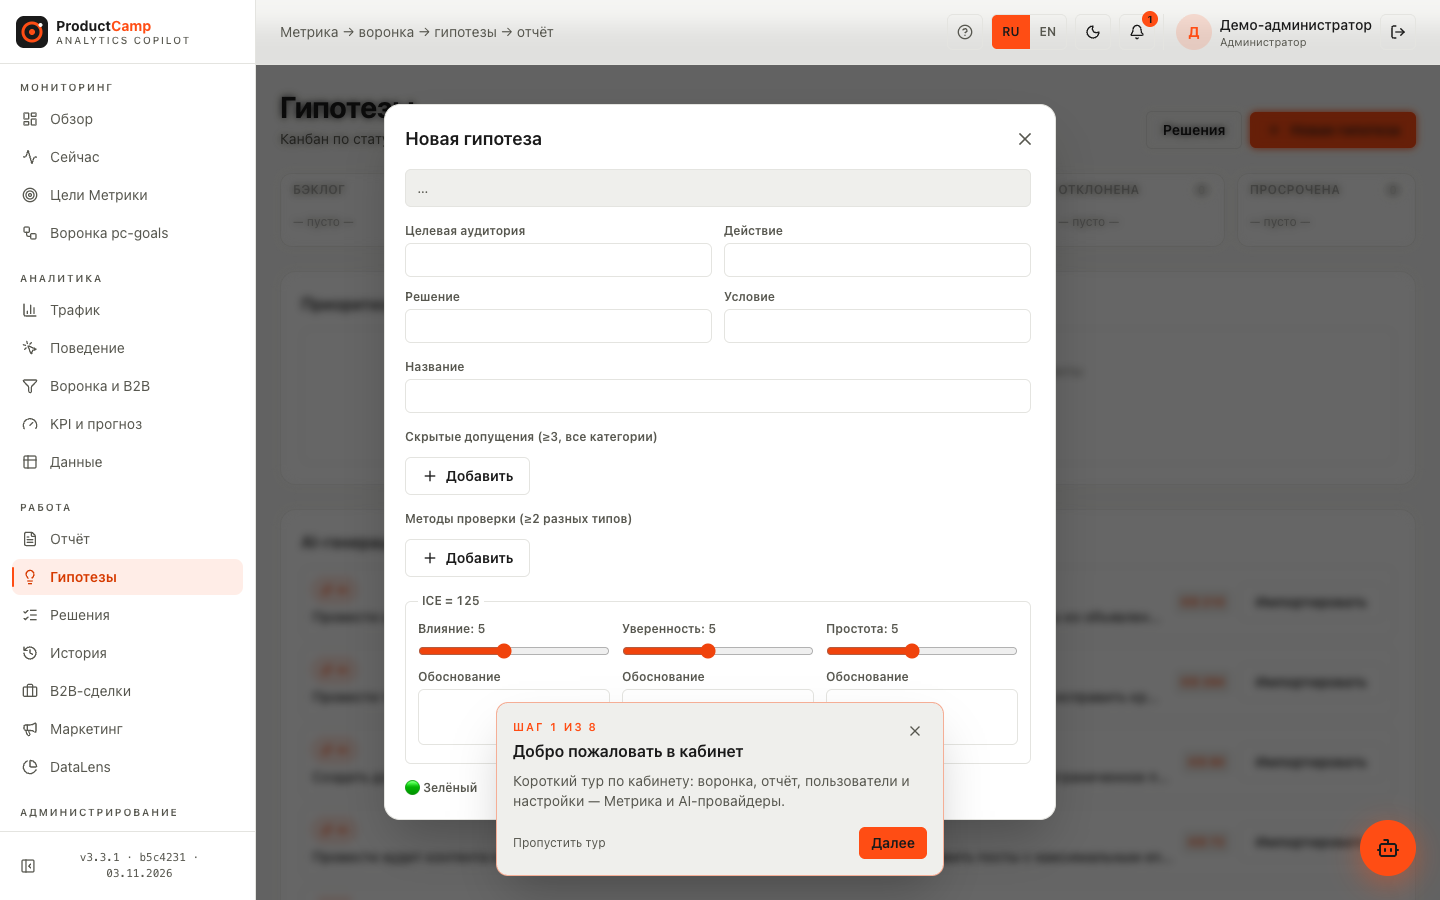 ProductCamp
ANALYTICS COPILOT
Метрика → воронка → гипотезы → отчёт
RU
EN
1
Д
Демо-администратор
Администратор
МОНИТОРИНГ
Обзор
Сейчас
Цели Метрики
Воронка pc-goals
АНАЛИТИКА
Трафик
Поведение
Воронка и B2B
KPI и прогноз
Данные
РАБОТА
Отчёт
Гипотезы
Решения
История
B2B-сделки
Маркетинг
DataLens
АДМИНИСТРИРОВАНИЕ
v3.3.1 · b5c4231 ·
03.11.2026
Гипотезы
Решения
БЭКЛОГ
— пусто —
ОТКЛОНЕНА
— пусто —
ПРОСРОЧЕНА
— пусто —
Новая гипотеза
...
Целевая аудитория
Действие
Решение
Условие
Название
Скрытые допущения (≥3, все категории)
Добавить
Методы проверки (≥2 разных типов)
Добавить
ICE = 125
Влияние: 5
Уверенность: 5
Простота: 5
Обоснование
Обоснование
Обоснование
Зелёный
ШАГ 1 ИЗ 8
Добро пожаловать в кабинет
Короткий тур по кабинету: воронка, отчёт, пользователи и
настройки — Метрика и AI-провайдеры.
Пропустить тур
Далее